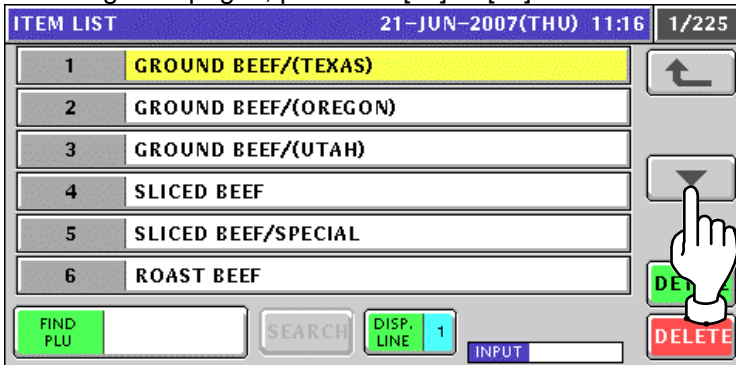 ITEM LIST 21-JUN-2007(THU) 11:16 1/225
1 GROUND BEEF/(TEXAS)
2 GROUND BEEF/(OREGON)
3 GROUND BEEF/(UTAH)
4 SLICED BEEF
5 SLICED BEEF/SPECIAL
6 ROAST BEEF
FIND PLU SEARCH DISP. LINE 1 INPUT DELETE